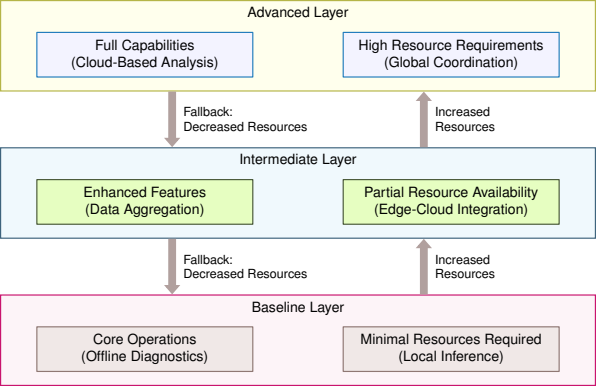 Advanced Layer
Full Capabilities
(Cloud-Based Analysis)
High Resource Requirements
(Global Coordination)
Fallback:
Decreased Resources
Increased
Resources
Intermediate Layer
Enhanced Features
(Data Aggregation)
Partial Resource Availability
(Edge-Cloud Integration)
Fallback:
Decreased Resources
Increased
Resources
Baseline Layer
Core Operations
(Offline Diagnostics)
Minimal Resources Required
(Local Inference)